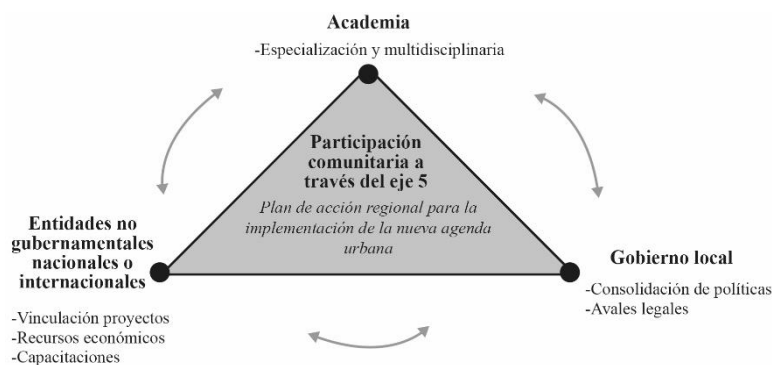 Academia
-Especialización y multidisciplinaria
Participación
comunitaria a
través del eje 5
Plan de acción regional para la
implementación de la nueva agenda
urbana
Entidades no
gubernamentales
nacionales o
internacionales
-Vinculación proyectos
-Recursos económicos
-Capacitaciones
Gobierno local
-Consolidación de políticas
-Avales legales